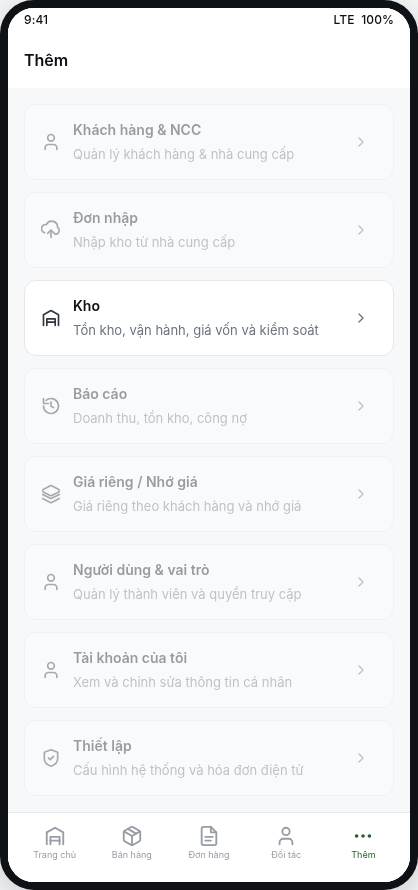 9:41
LTE 100%
Thêm
Khách hàng & NCC
Quản lý khách hàng & nhà cung cấp
Đơn nhập
Nhập kho từ nhà cung cấp
Kho
Tồn kho, vận hành, giá vốn và kiểm soát
Báo cáo
Doanh thu, tồn kho, công nợ
Giá riêng / Nhớ giá
Giá riêng theo khách hàng và nhớ giá
Người dùng & vai trò
Quản lý thành viên và quyền truy cập
Tài khoản của tôi
Xem và chỉnh sửa thông tin cá nhân
Thiết lập
Cấu hình hệ thống và hóa đơn điện tử
Trang chủ
Bán hàng
Đơn hàng
Đối tác
Thêm